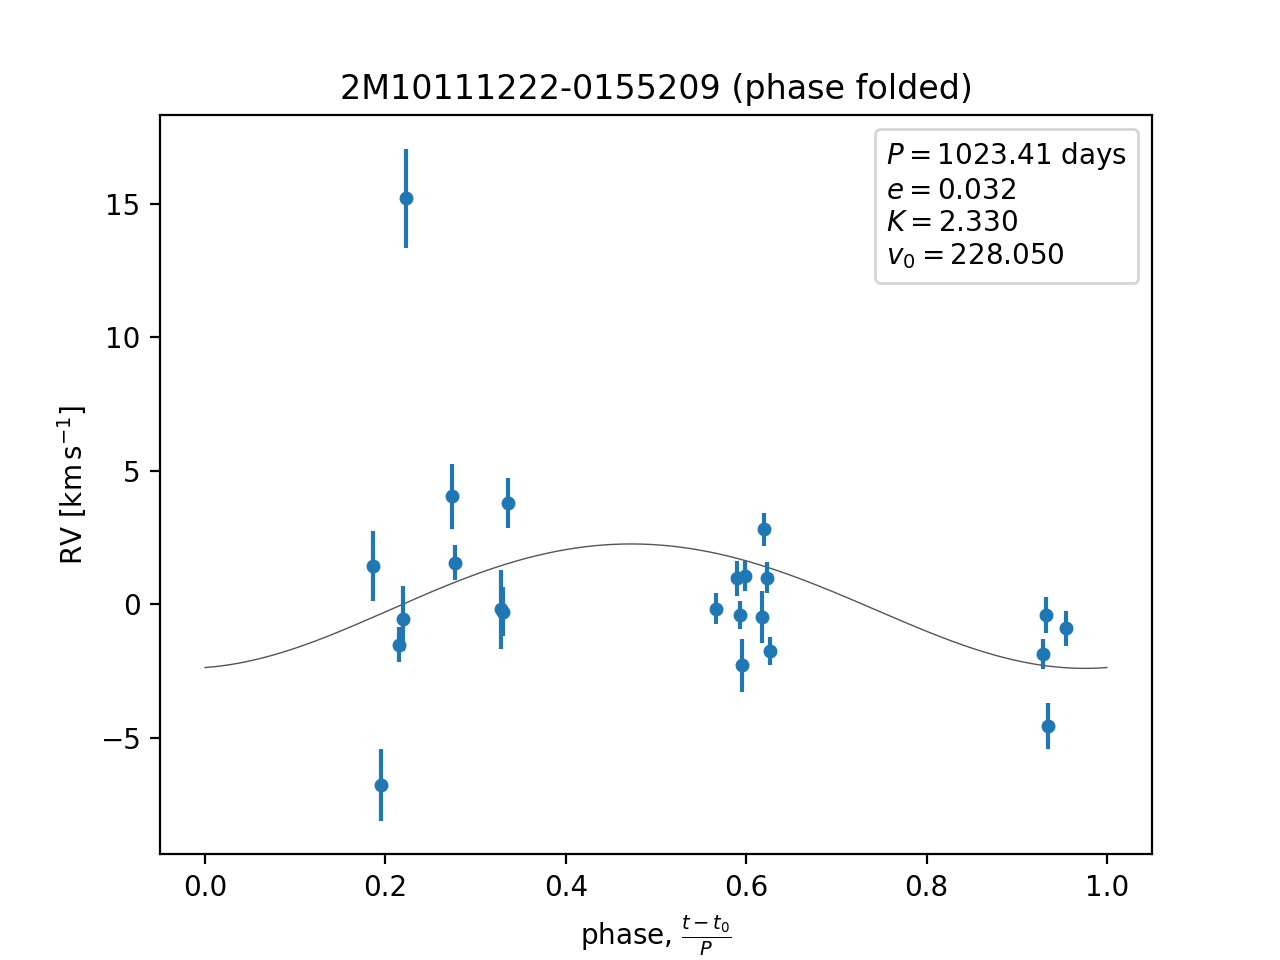 2M10111222-0155209 (phase folded)
P = 1023.41 days
e = 0.032
K = 2.330
v₀ = 228.050
15
10
5
0
−5
RV [km s⁻¹]
0.0 0.2 0.4 0.6 0.8 1.0
phase, (t − t₀)/P